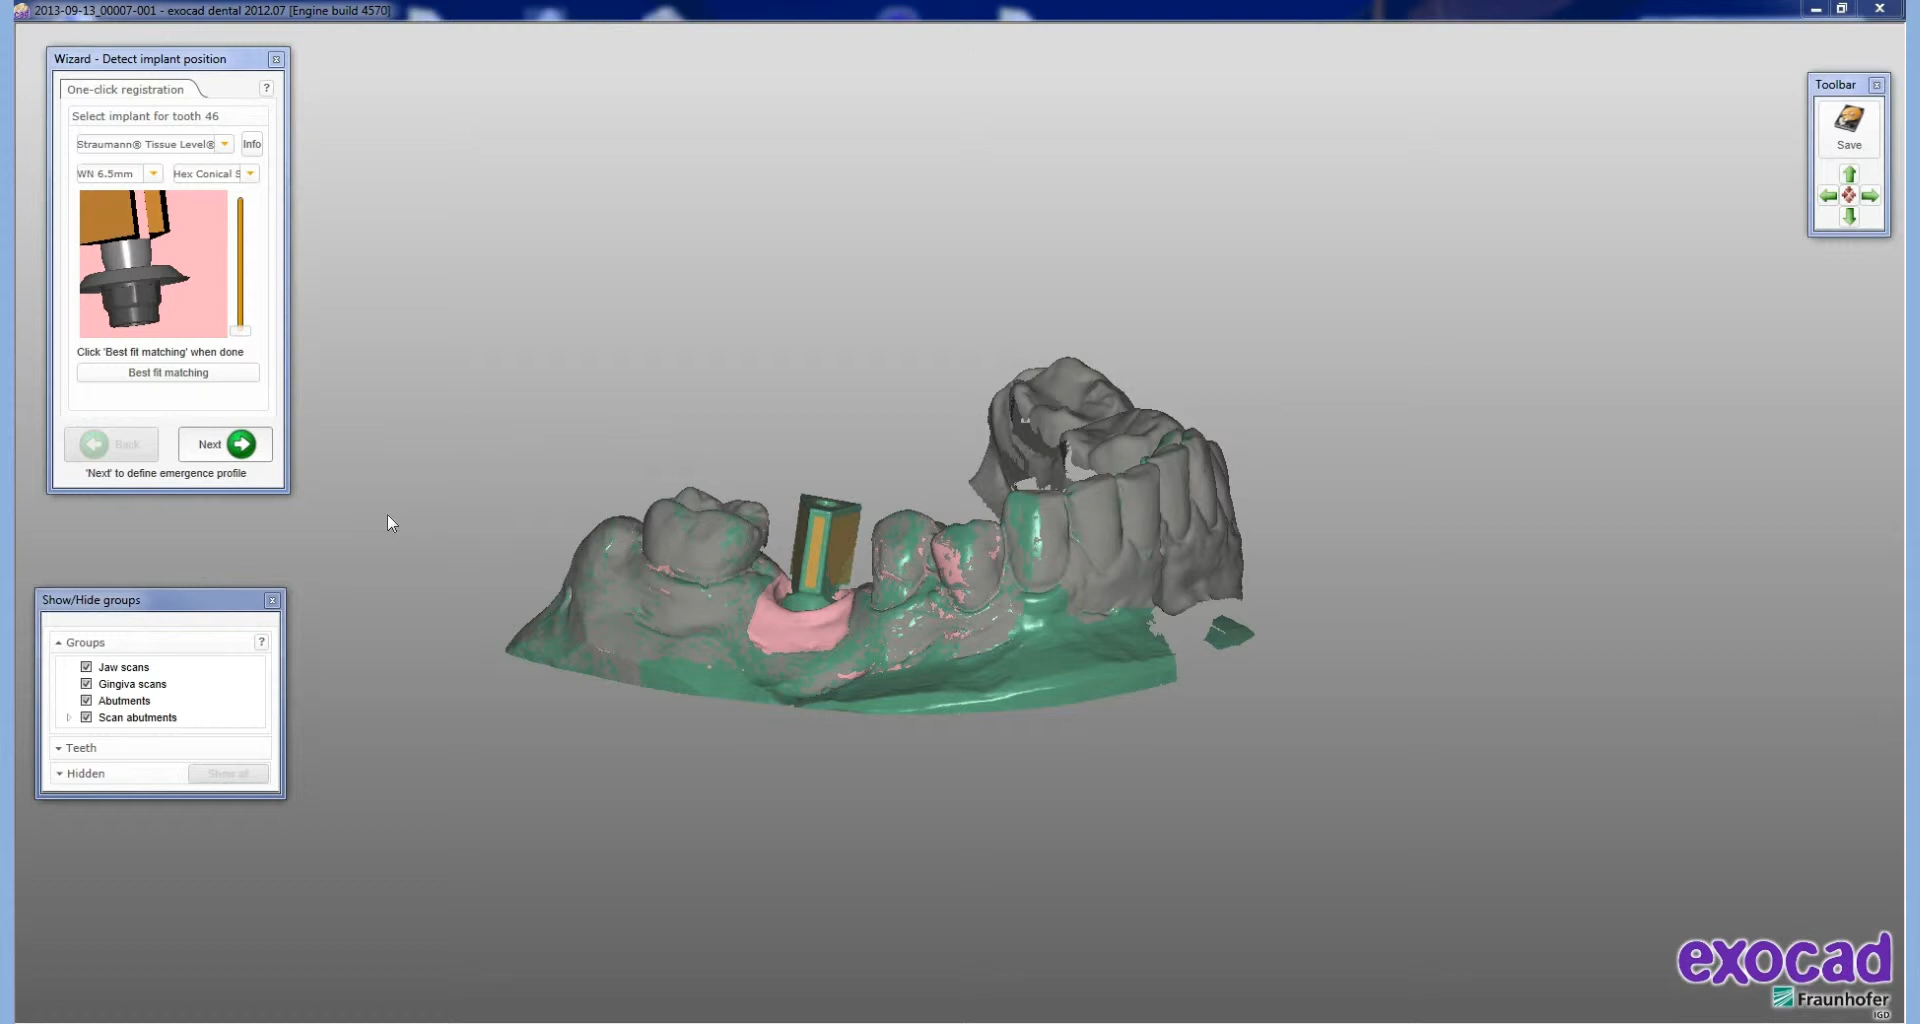 2013-09-13_00007-001 - exocad dental 2012.07 [Engine build 4570]
Wizard - Detect implant position
One-click registration
?
Select implant for tooth 46
Straumann® Tissue Level®
Info
WN 6.5mm
Hex Conical S
Click 'Best fit matching' when done
Best fit matching
Back
Next
'Next' to define emergence profile
Show/Hide groups
Groups
?
Jaw scans
Gingiva scans
Abutments
Scan abutments
Teeth
Hidden
Show all
Toolbar
Save
exocad
Fraunhofer
IGD